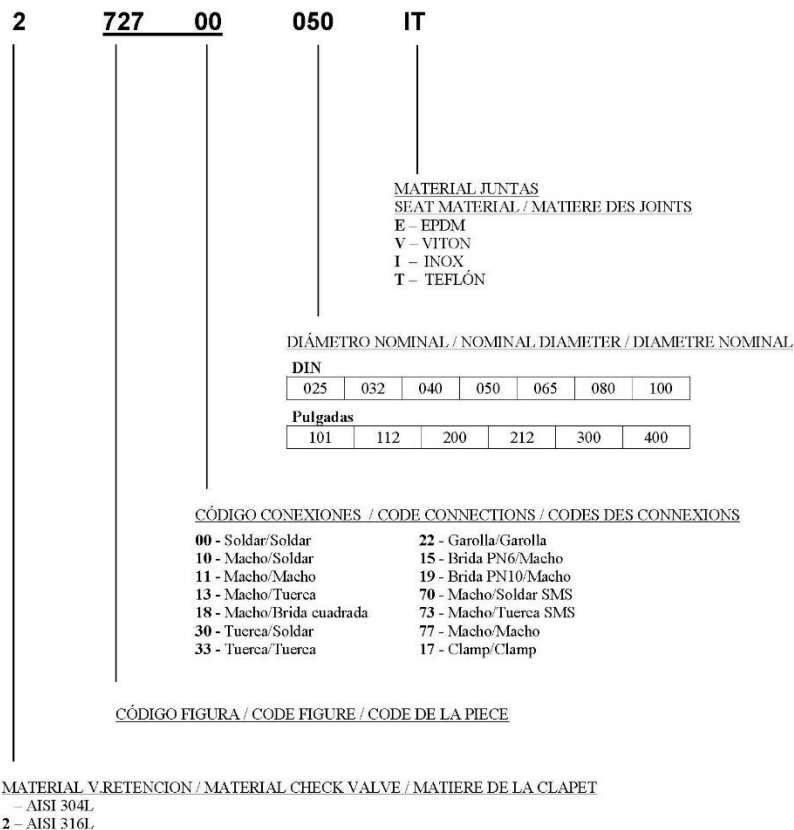 2 727 00 050 IT
MATERIAL JUNTAS
SEAT MATERIAL / MATIERE DES JOINTS
E – EPDM
V – VITON
I – INOX
T – TEFLÓN
DIÁMETRO NOMINAL / NOMINAL DIAMETER / DIAMETRE NOMINAL
DIN
025 032 040 050 065 080 100
Pulgadas
101 112 200 212 300 400
CÓDIGO CONEXIONES / CODE CONNECTIONS / CODES DES CONNEXIONS
00 - Soldar/Soldar 22 - Garolla/Garolla
10 - Macho/Soldar 15 - Brida PN6/Macho
11 - Macho/Macho 19 - Brida PN10/Macho
13 - Macho/Tuerca 70 - Macho/Soldar SMS
18 - Macho/Brida cuadrada 73 - Macho/Tuerca SMS
30 - Tuerca/Soldar 77 - Macho/Macho
33 - Tuerca/Tuerca 17 - Clamp/Clamp
CÓDIGO FIGURA / CODE FIGURE / CODE DE LA PIECE
MATERIAL V.RETENCION / MATERIAL CHECK VALVE / MATIERE DE LA CLAPET
– AISI 304L
2 – AISI 316L